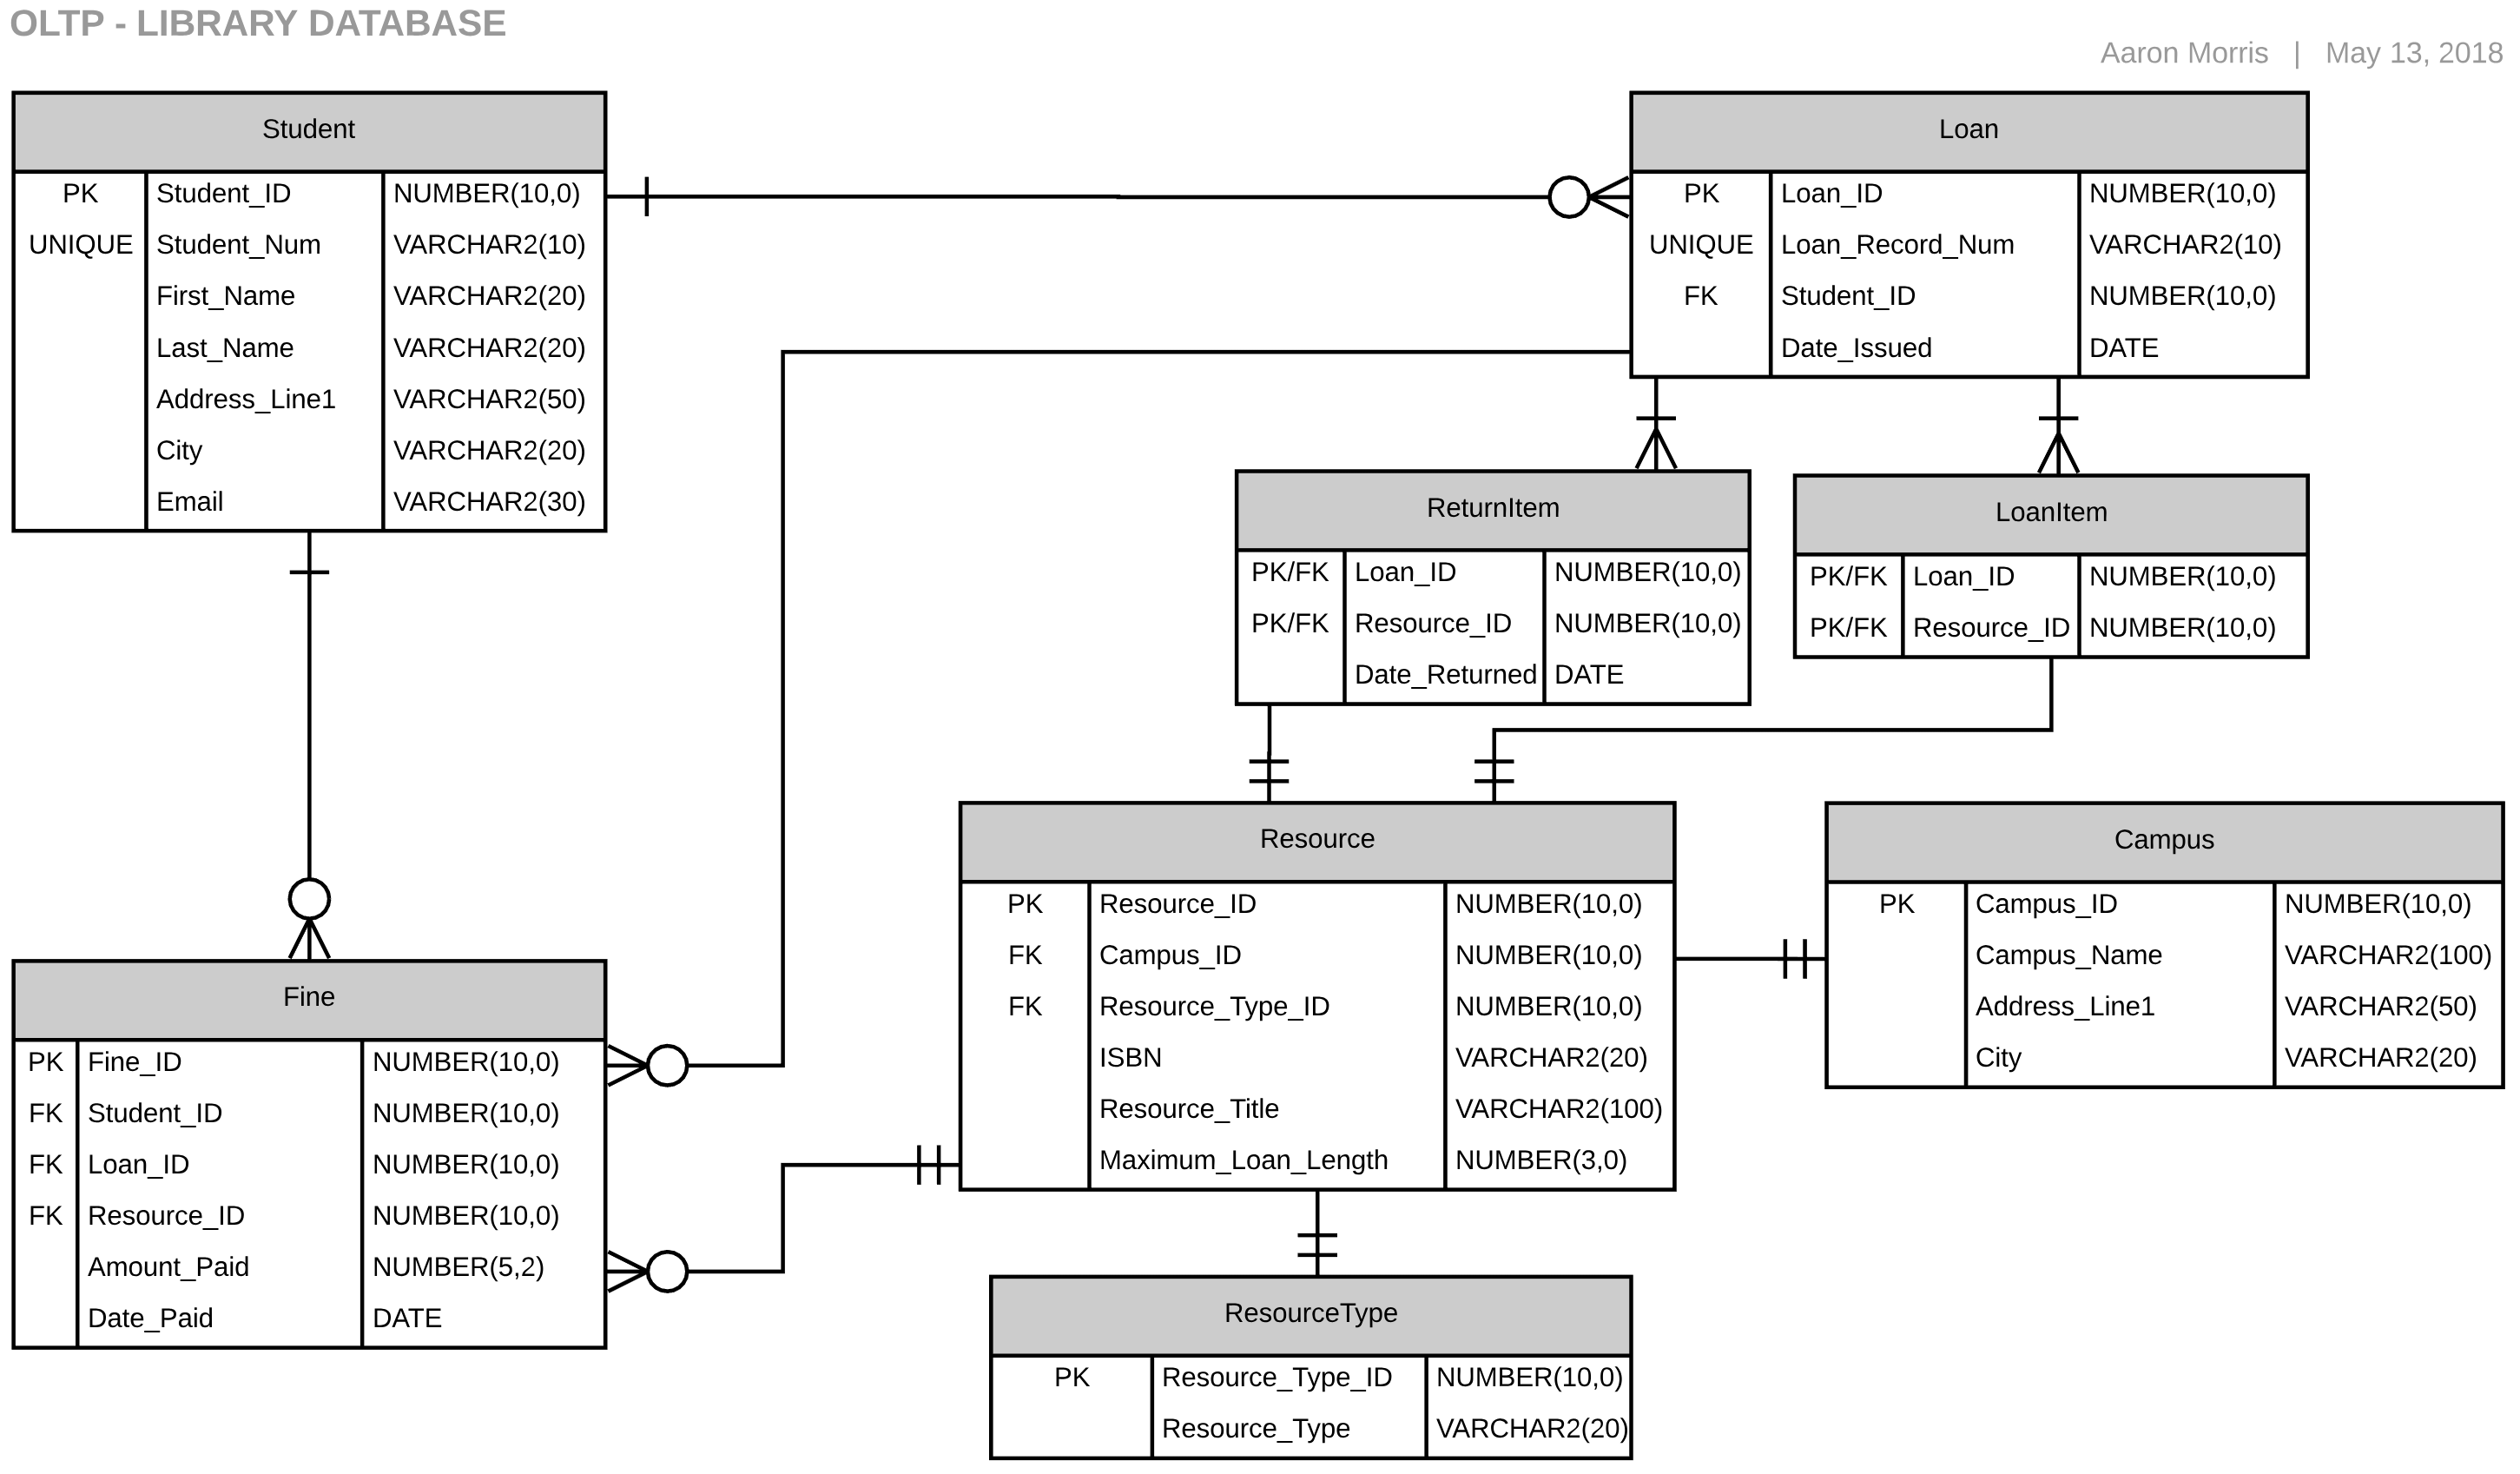 OLTP - LIBRARY DATABASE
Aaron Morris | May 13, 2018
Student
PK Student_ID NUMBER(10,0)
UNIQUE Student_Num VARCHAR2(10)
First_Name VARCHAR2(20)
Last_Name VARCHAR2(20)
Address_Line1 VARCHAR2(50)
City VARCHAR2(20)
Email VARCHAR2(30)
Loan
PK Loan_ID NUMBER(10,0)
UNIQUE Loan_Record_Num VARCHAR2(10)
FK Student_ID NUMBER(10,0)
Date_Issued DATE
ReturnItem
PK/FK Loan_ID NUMBER(10,0)
PK/FK Resource_ID NUMBER(10,0)
Date_Returned DATE
LoanItem
PK/FK Loan_ID NUMBER(10,0)
PK/FK Resource_ID NUMBER(10,0)
Resource
PK Resource_ID NUMBER(10,0)
FK Campus_ID NUMBER(10,0)
FK Resource_Type_ID NUMBER(10,0)
ISBN VARCHAR2(20)
Resource_Title VARCHAR2(100)
Maximum_Loan_Length NUMBER(3,0)
Campus
PK Campus_ID NUMBER(10,0)
Campus_Name VARCHAR2(100)
Address_Line1 VARCHAR2(50)
City VARCHAR2(20)
Fine
PK Fine_ID NUMBER(10,0)
FK Student_ID NUMBER(10,0)
FK Loan_ID NUMBER(10,0)
FK Resource_ID NUMBER(10,0)
Amount_Paid NUMBER(5,2)
Date_Paid DATE
ResourceType
PK Resource_Type_ID NUMBER(10,0)
Resource_Type VARCHAR2(20)